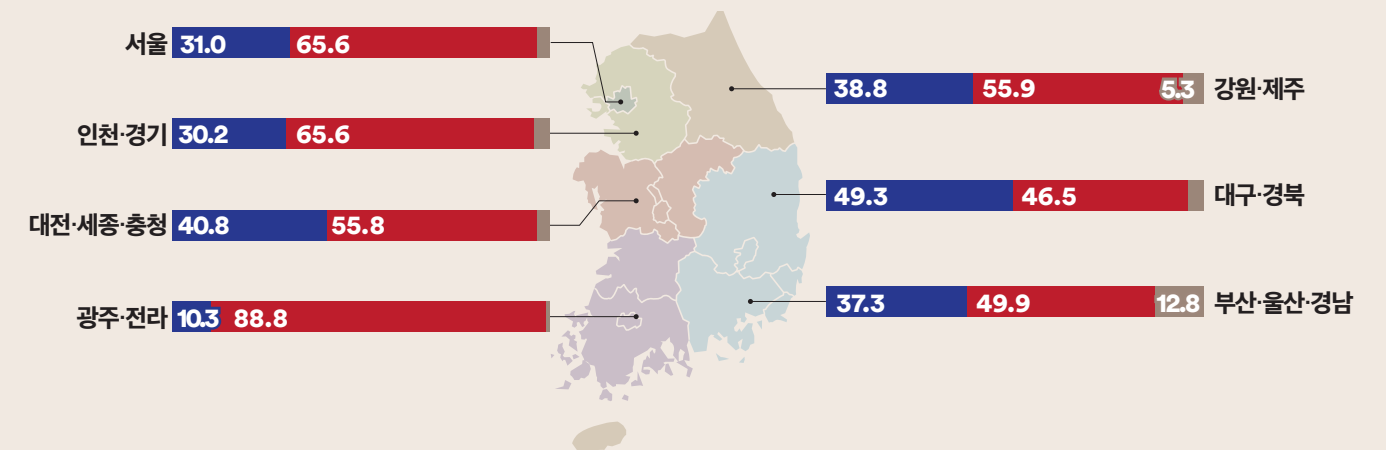 서울 31.0 65.6
인천·경기 30.2 65.6
대전·세종·충청 40.8 55.8
광주·전라 10.3 88.8
38.8 55.9 5.3 강원·제주
49.3 46.5 대구·경북
37.3 49.9 12.8 부산·울산·경남